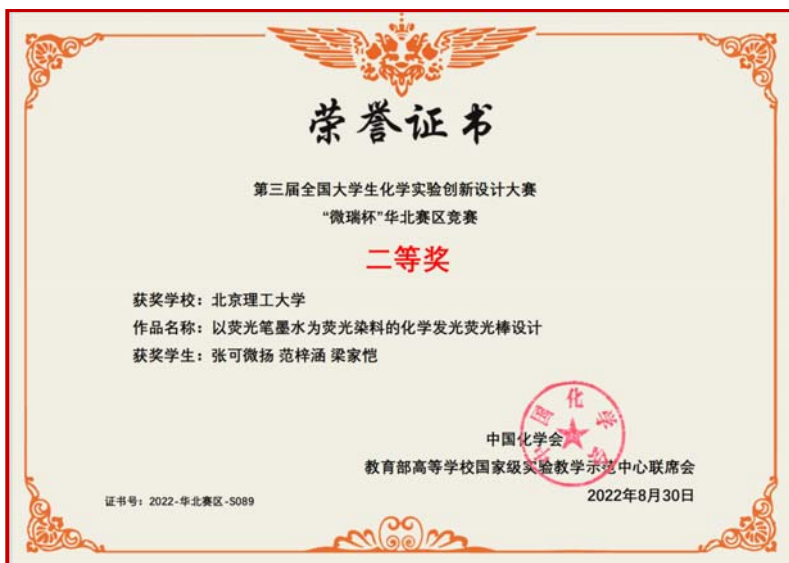 荣誉证书
第三届全国大学生化学实验创新设计大赛
“微瑞杯”华北赛区竞赛
二等奖
获奖学校：北京理工大学
作品名称：以荧光笔墨水为荧光染料的化学发光荧光棒设计
获奖学生：张可微扬 范梓涵 梁家恺
中国化学会
中国化学会
教育部高等学校国家级实验教学示范中心联席会
证书号：2022-华北赛区-S089
2022年8月30日